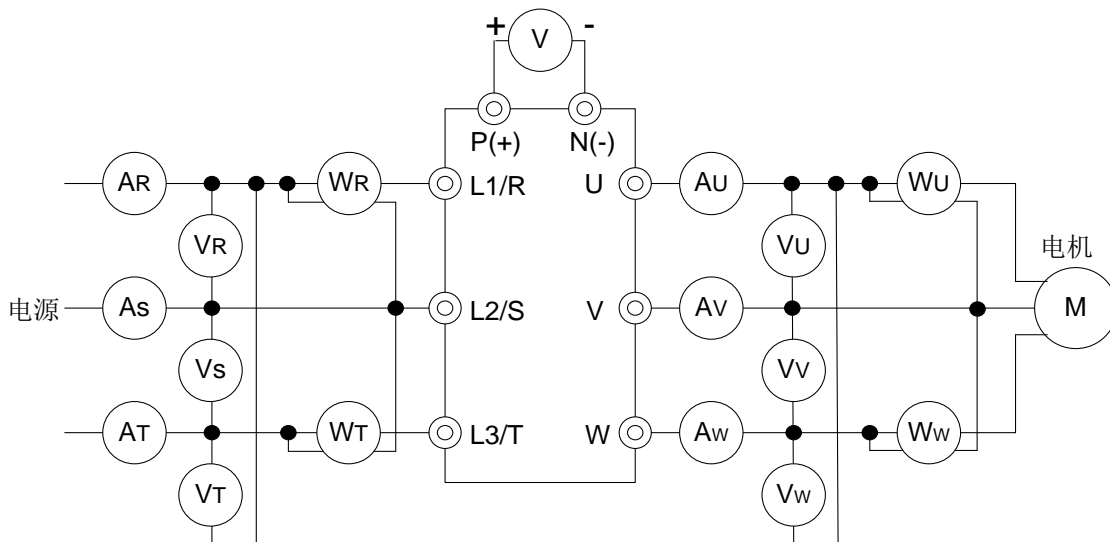 + V -
P(+) N(-)
AR WR L1/R U AU WU
VR VU 电机
电源 As L2/S V AV M
Vs VV
AT WT L3/T W AW WW
VT VW